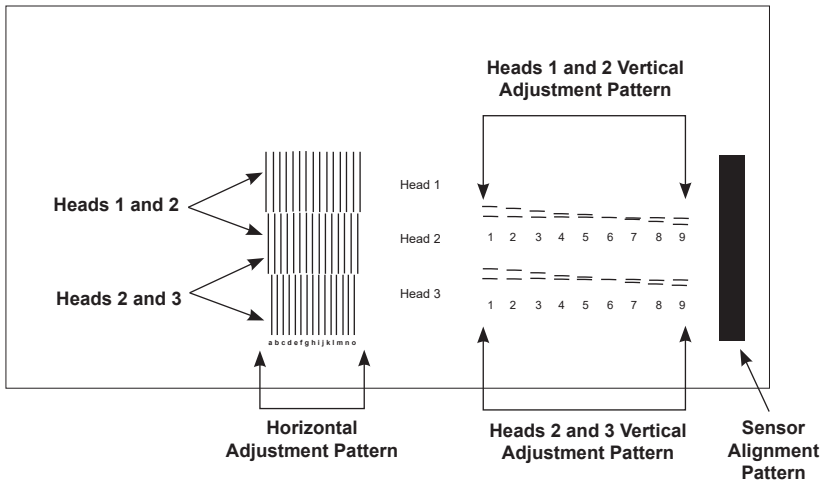 Heads 1 and 2 Vertical
Adjustment Pattern
Heads 1 and 2
Heads 2 and 3
Head 1
Head 2
1 2 3 4 5 6 7 8 9
Head 3
1 2 3 4 5 6 7 8 9
a b c d e f g h i j k l m n o
Horizontal
Adjustment Pattern
Heads 2 and 3 Vertical
Adjustment Pattern
Sensor
Alignment
Pattern